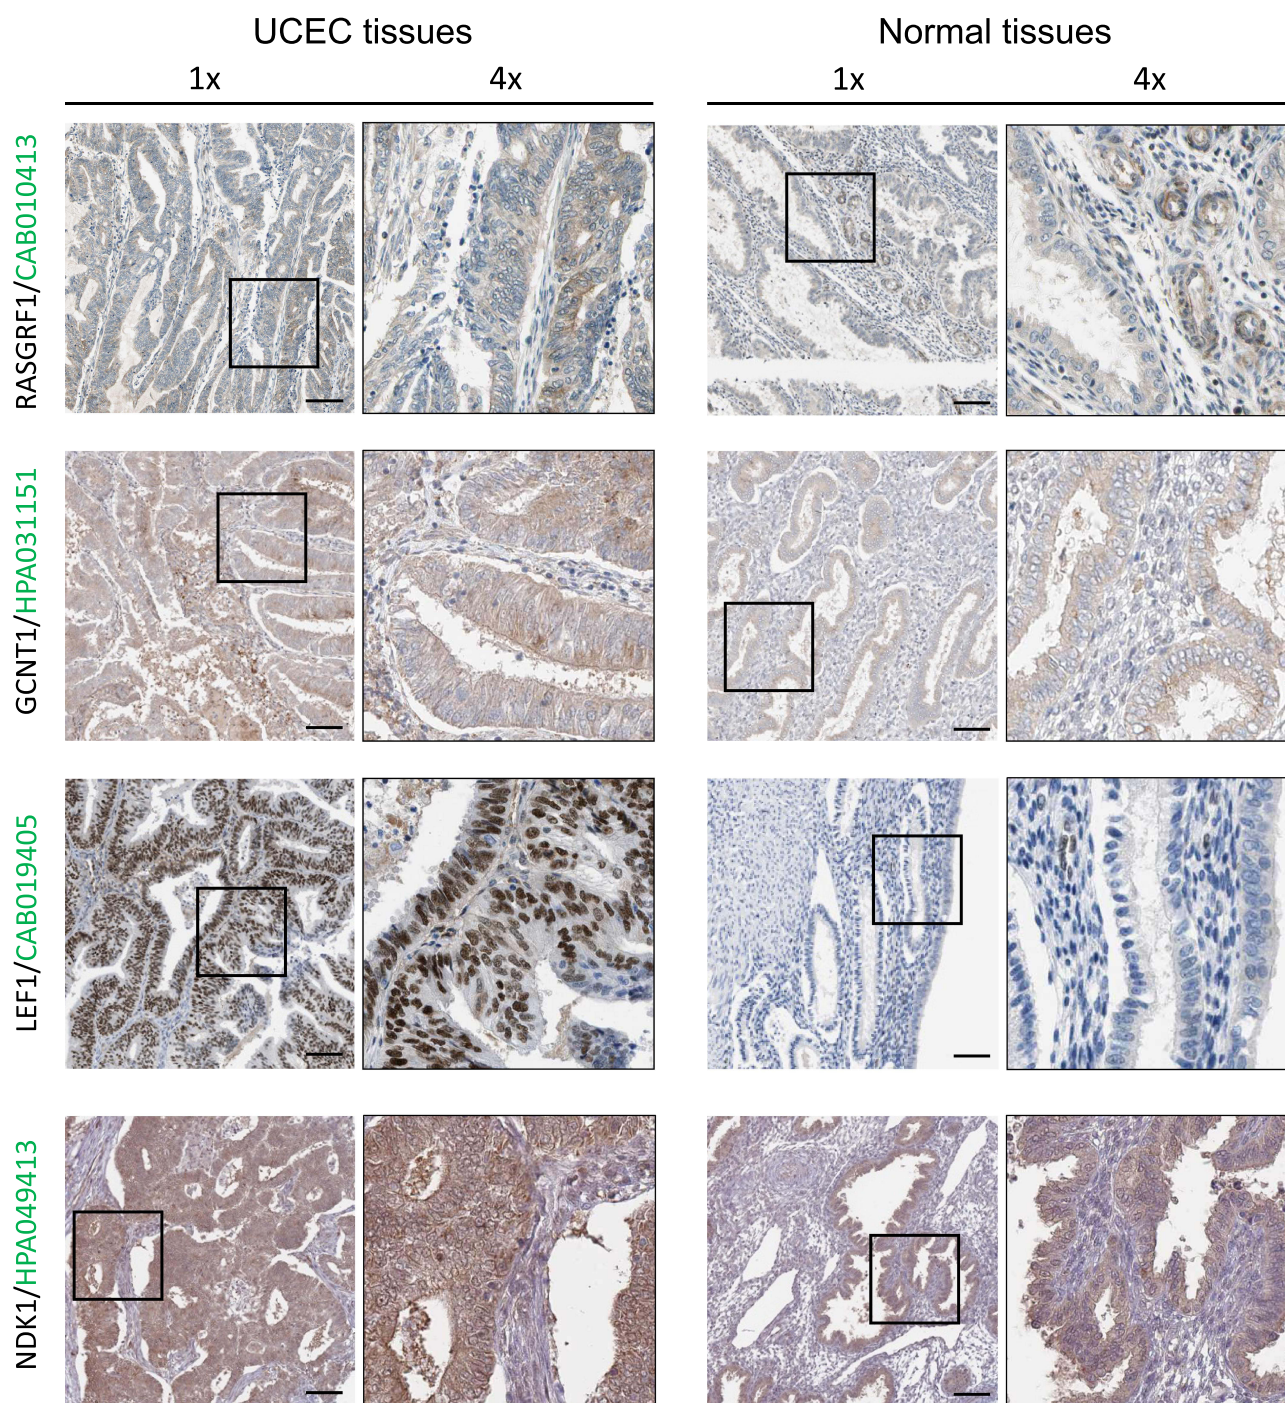 UCEC tissues
Normal tissues
1x
4x
1x
4x
RASGRF1/CAB010413
GCNT1/HPA031151
LEF1/CAB019405
NDK1/HPA049413